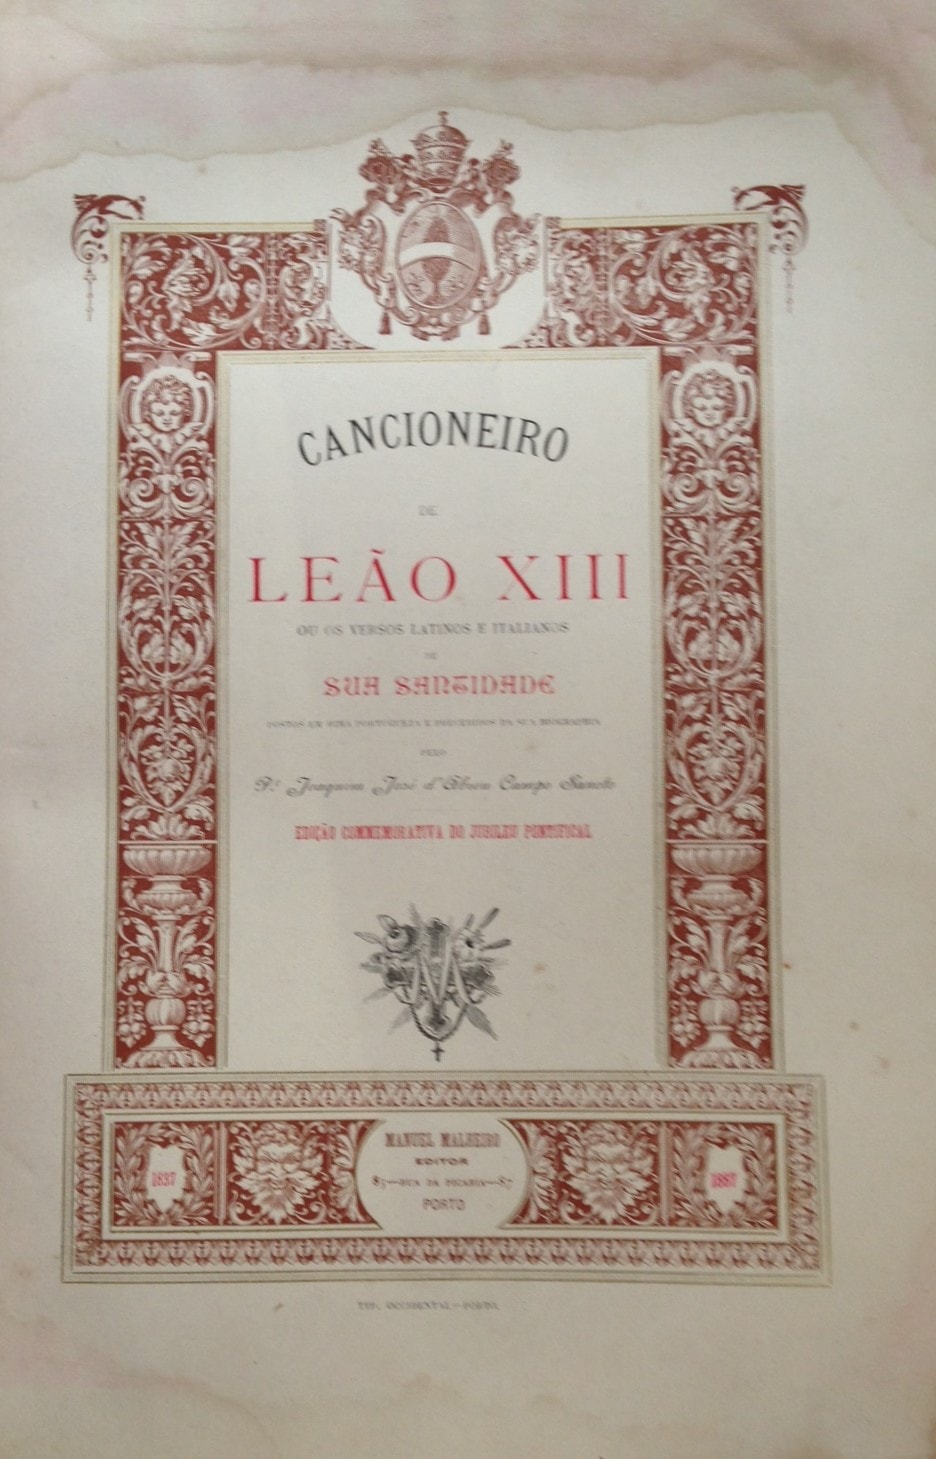 CANCIONEIRO
DE
LEÃO XIII
OU OS VERSOS LATINOS E ITALIANOS
DE
SUA SANTIDADE
POSTOS EM RIMA PORTUGUEZA E PRECEDIDOS DA SUA BIOGRAPHIA
PELO
P.e Joaquim José d'Abreu Campo Sancto
EDIÇÃO COMMEMORATIVA DO JUBILEU PONTIFICAL
MANUEL MALHEIRO
EDITOR
1837
1887
85—RUA DA PICARIA—87
PORTO
TYP. OCCIDENTAL—PORTO.